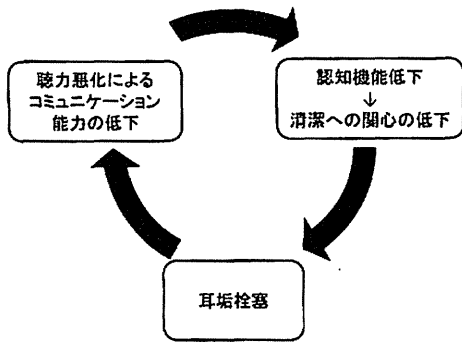 聴力悪化による
コミュニケーション
能力の低下
認知機能低下
↓
清潔への関心の低下
耳垢栓塞